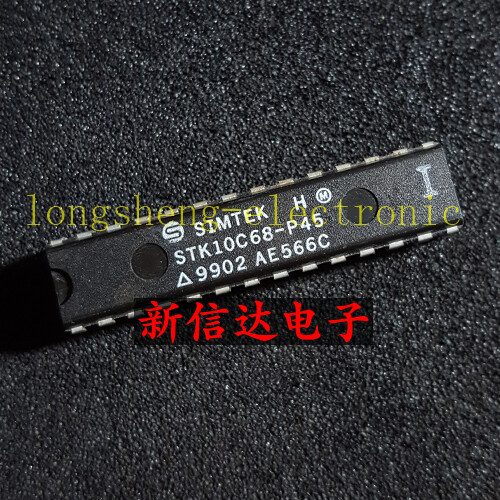 SIMTEK H M
longsheng-electronic
STK10C68-P45
△9902 AE566C
I
新信达电子